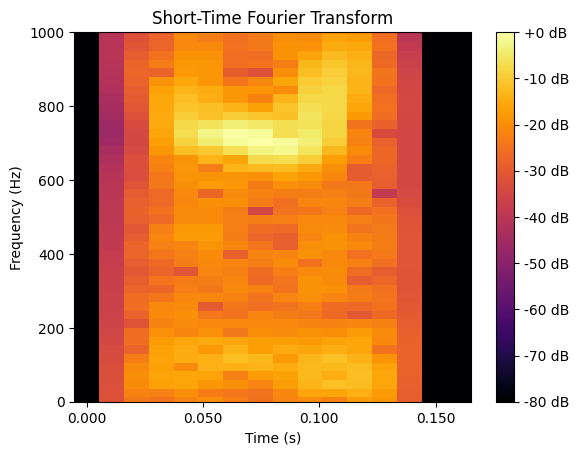 Short-Time Fourier Transform
1000
800
600
400
200
0
Frequency (Hz)
0.000
0.050
0.100
0.150
Time (s)
+0 dB
-10 dB
-20 dB
-30 dB
-40 dB
-50 dB
-60 dB
-70 dB
-80 dB